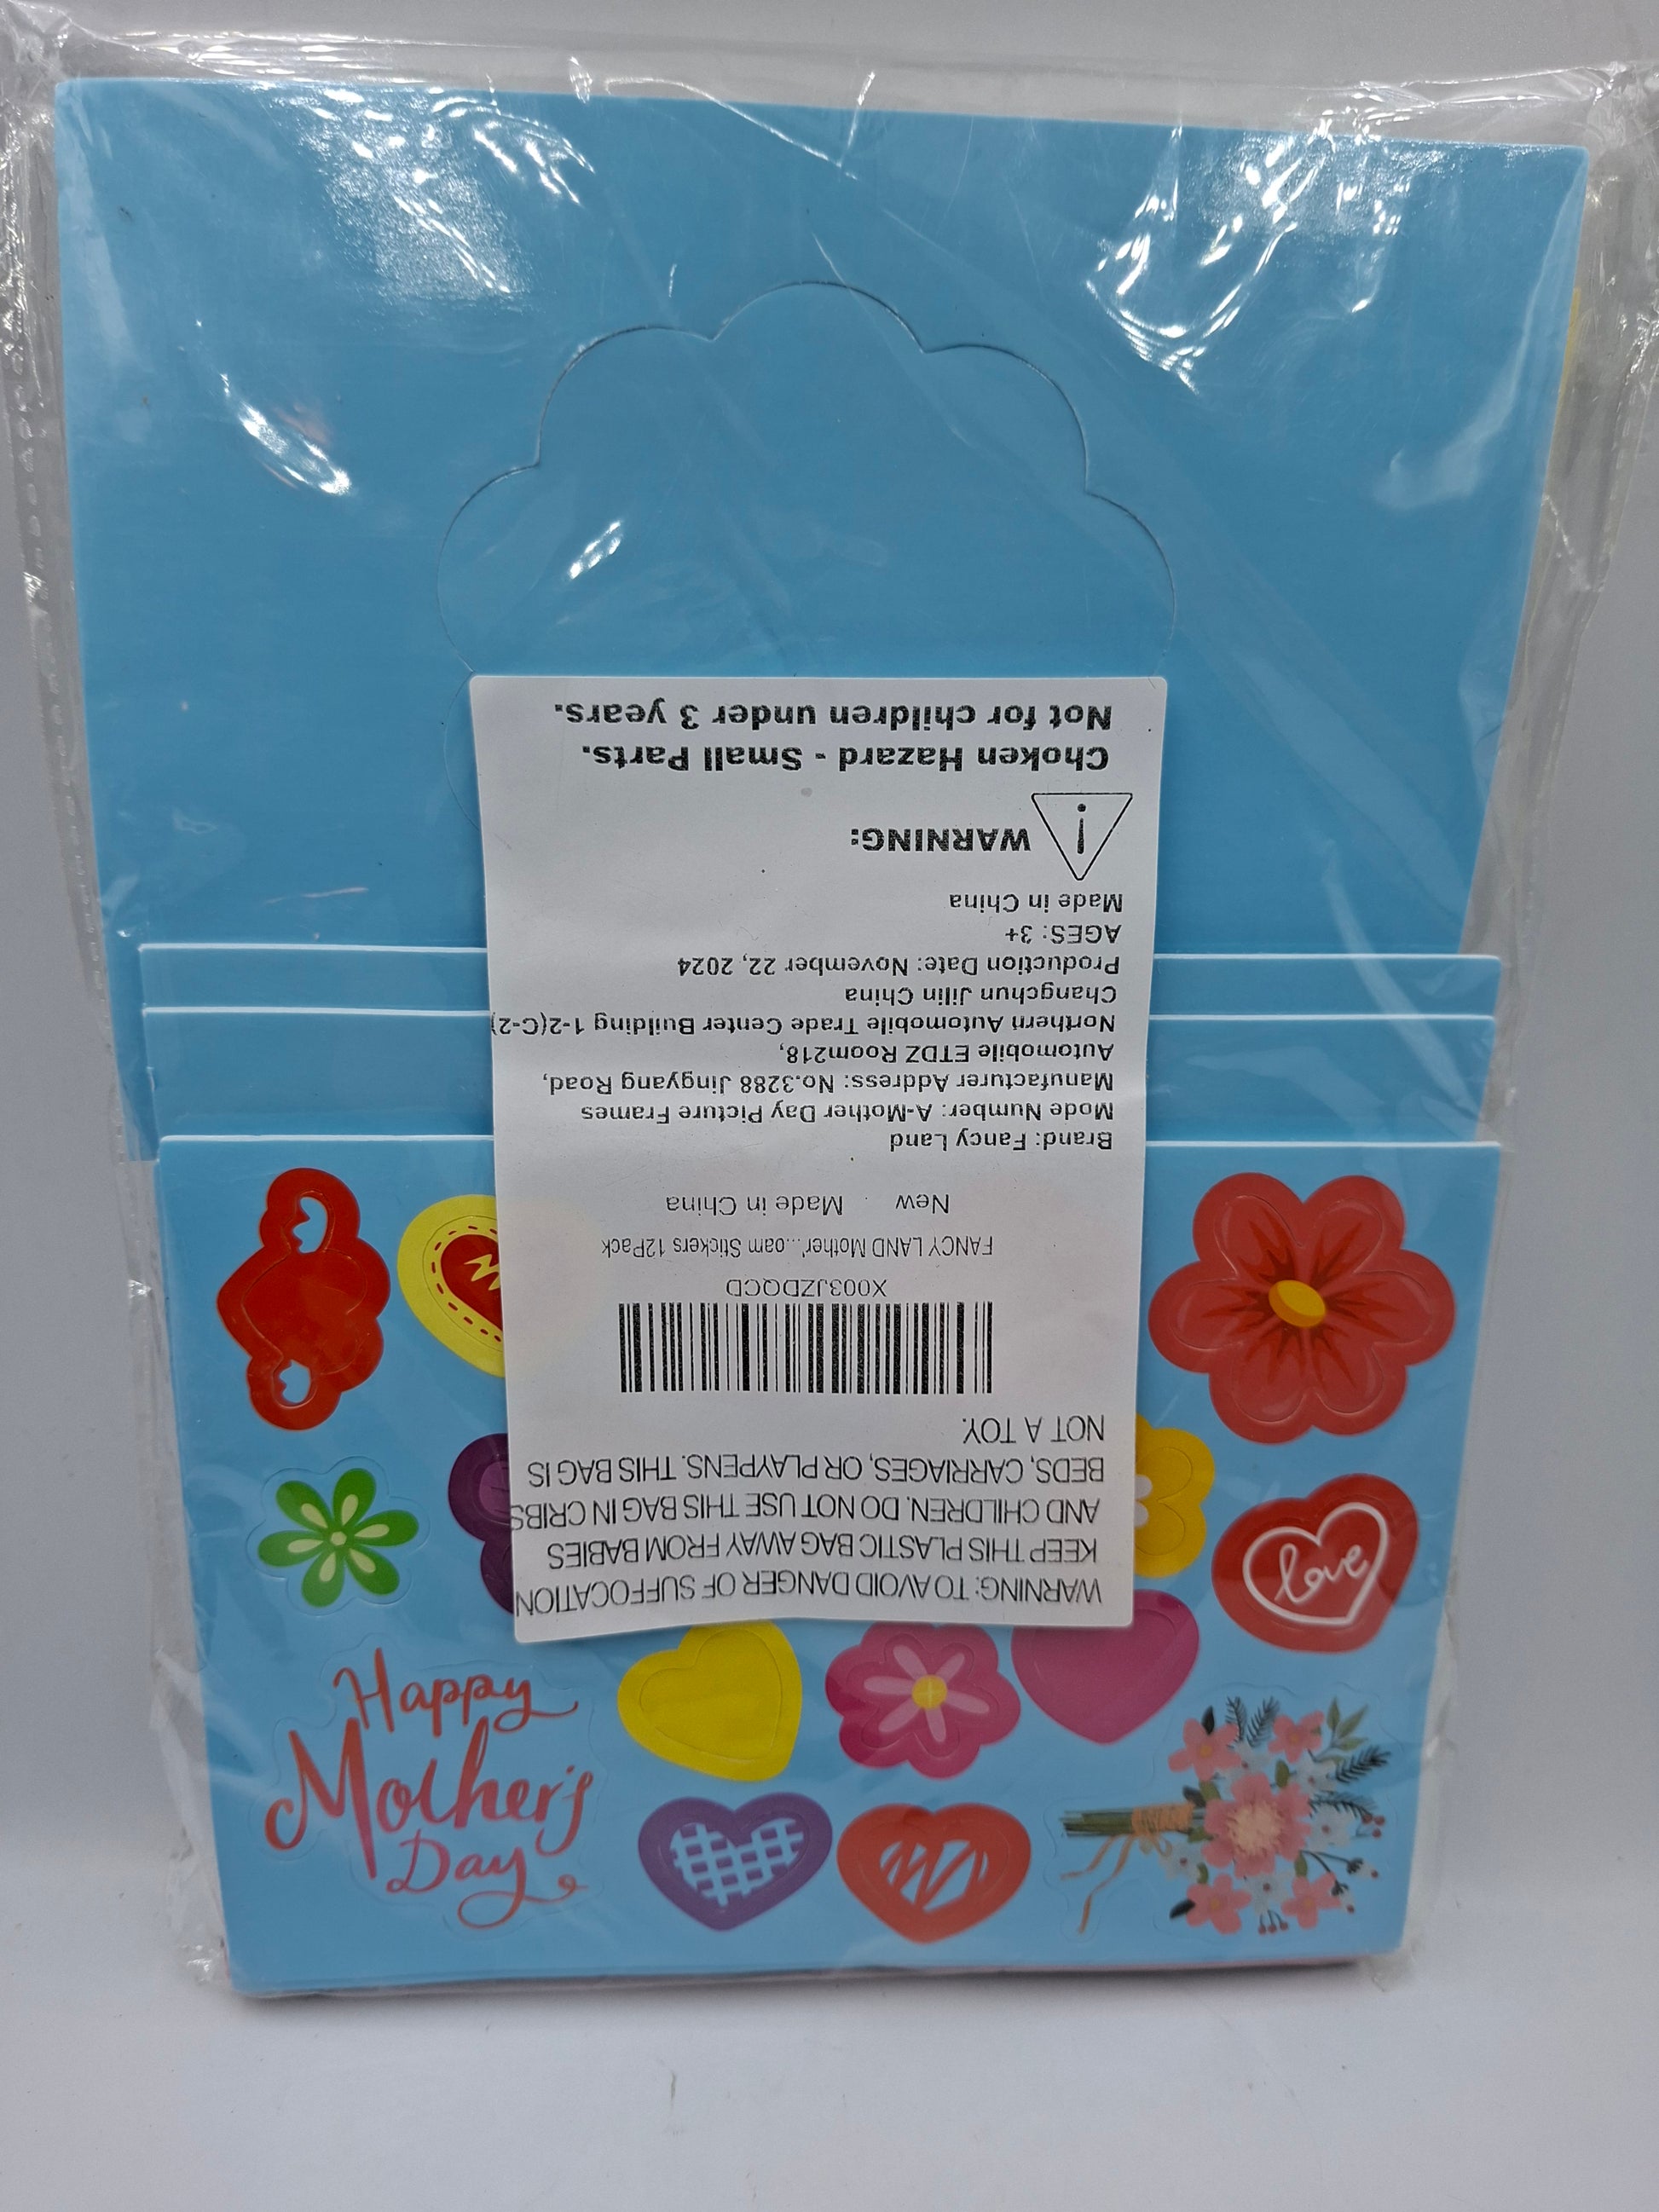 WARNING: TO AVOID DANGER OF SUFFOCATION
KEEP THIS PLASTIC BAG AWAY FROM BABIES
AND CHILDREN. DO NOT USE THIS BAG IN CRIBS
BEDS, CARRIAGES, OR PLAYPENS. THIS BAG IS
NOT A TOY.
X003JZDQCD
FANCY LAND Mother'...oam Stickers 12Pack
New Made in China
Brand: Fancy Land
Mode Number: A-Mother Day Picture Frames
Manufacturer Address: No.3288 Jingyang Road,
Automobile ETDZ Room218,
Northern Automobile Trade Center Building 1-2(C-2)
Changchun Jilin China
Production Date: November 22, 2024
AGES: 3+
Made in China
WARNING:
Choken Hazard - Small Parts.
Not for children under 3 years.
love
Happy
Mother's
Day